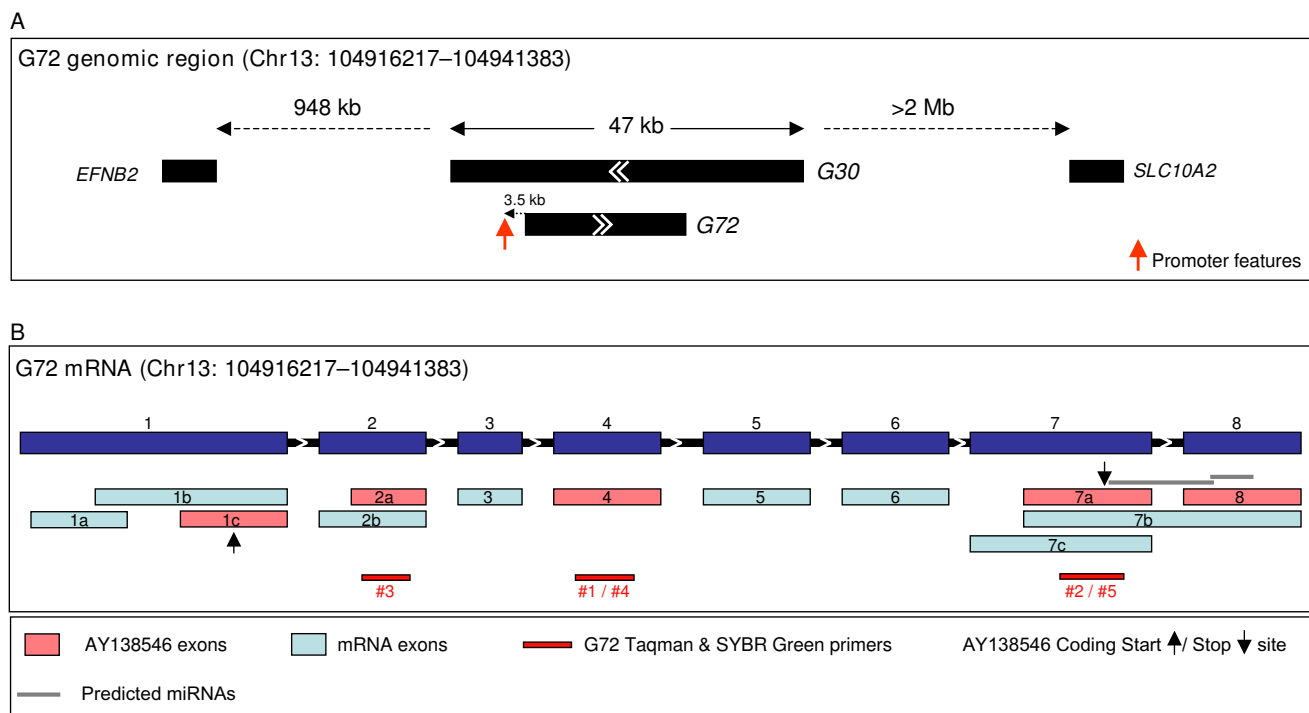 A
G72 genomic region (Chr13: 104916217–104941383)
948 kb
47 kb
>2 Mb
EFNB2
G30
SLC10A2
3.5 kb
G72
Promoter features
B
G72 mRNA (Chr13: 104916217–104941383)
1 2 3 4 5 6 7 8
1b 2a 3 4 5 6 7a 8
1a 1c 2b 7b
7c
#3 #1 / #4 #2 / #5
AY138546 exons mRNA exons G72 Taqman & SYBR Green primers AY138546 Coding Start / Stop site
Predicted miRNAs